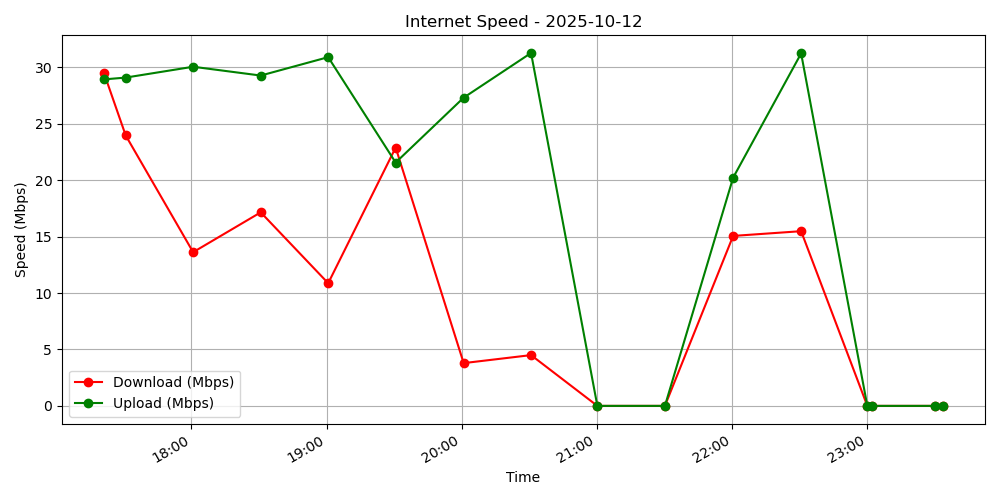 Internet Speed - 2025-10-12
30
25
20
15
10
5
0
Speed (Mbps)
Download (Mbps)
Upload (Mbps)
18:00
19:00
20:00
21:00
22:00
23:00
Time